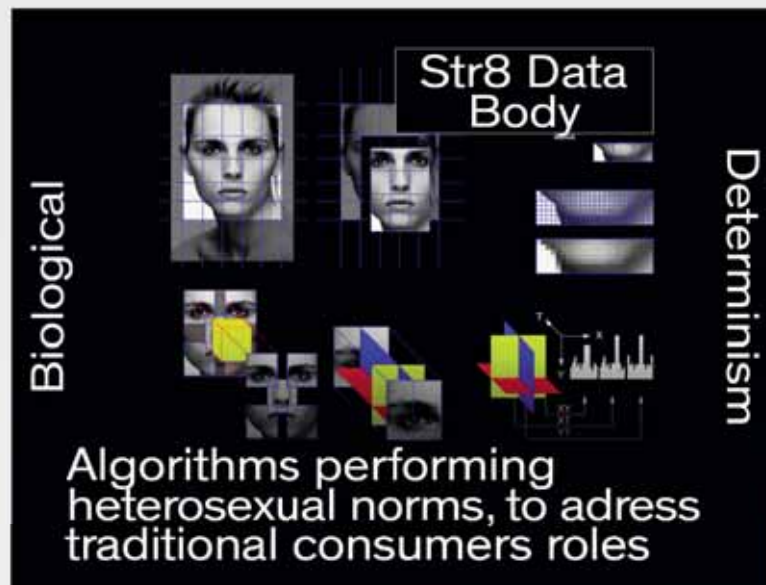 Str8 Data
Body
Biological
Determinism
T
X
Algorithms performing
heterosexual norms, to adress
traditional consumers roles